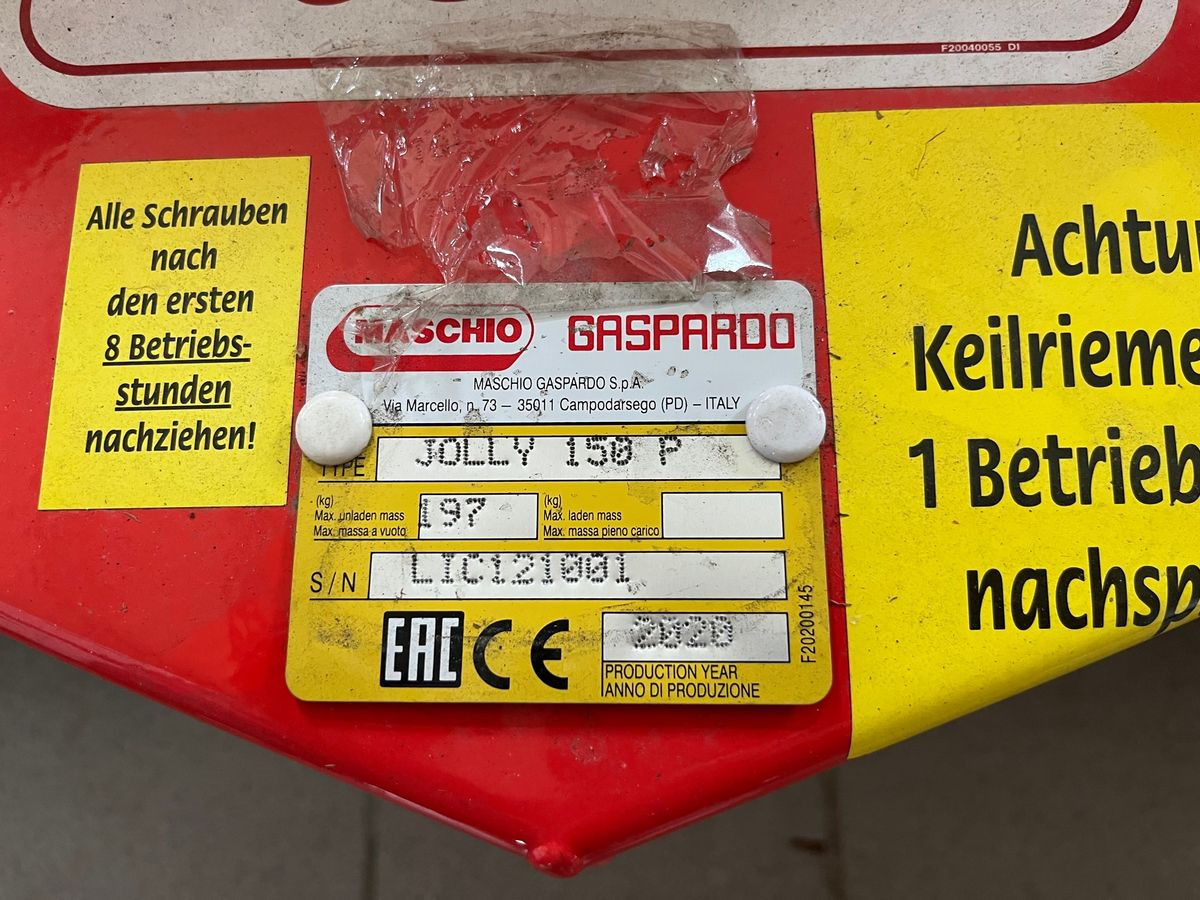 F20040055 DI
Alle Schrauben
nach
den ersten
8 Betriebs-
stunden
nachziehen!
MASCHIO GASPARDO
MASCHIO GASPARDO S.p.A.
Via Marcello, n. 73 – 35011 Campodarsego (PD) – ITALY
TYPE JOLLY 150 P
(kg)
Max. unladen mass
Max. massa a vuoto
197
(kg)
Max. laden mass
Max. massa pieno carico
S/N LIC121001
EAC CE
2020
PRODUCTION YEAR
ANNO DI PRODUZIONE
F20200145
Achtu
Keilrieme
1 Betrieb
nachsp